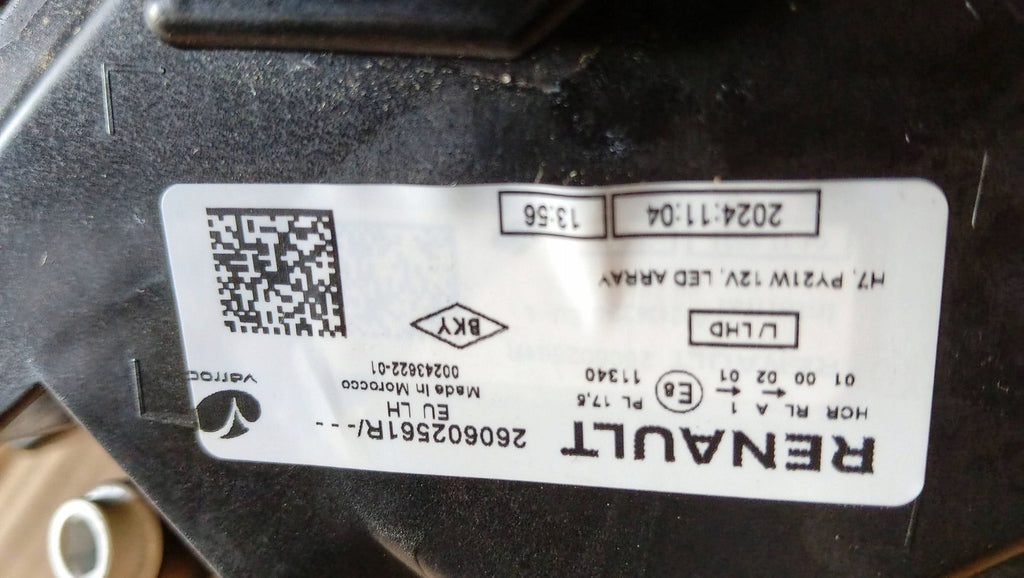 RENAULT
260602561R/---
EU LH
Made in Morocco
00243622-01
varroc
HCR RL A 1 E8 PL 17,5
01 00 02 01 11340
L/LHD
BKY
H7, PY21W 12V, LED ARRAY
2024:11:04 13:56